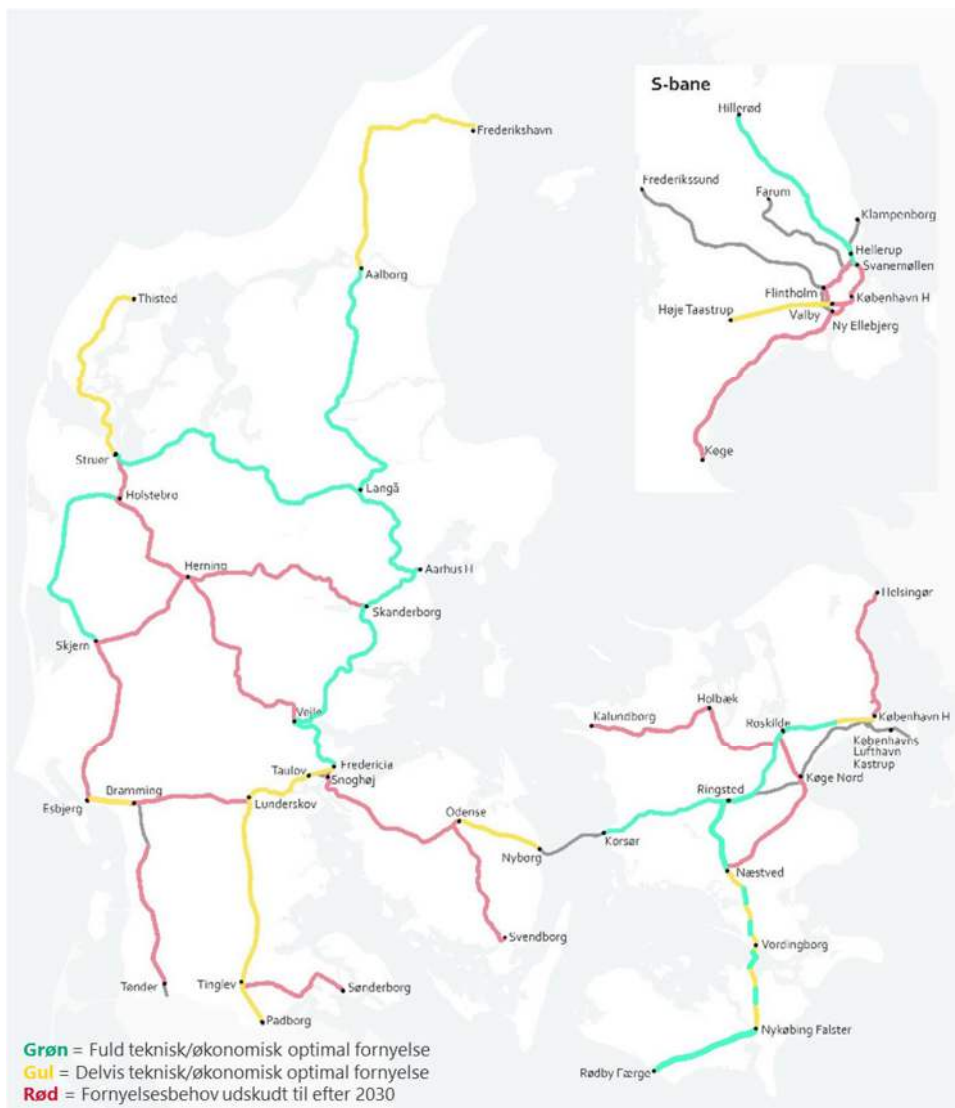 S-bane
Hillerød
Frederikssund
Farum
Klampenborg
Hellerup
Svanemøllen
Flintholm
København H
Høje Taastrup
Valby
Ny Ellebjerg
Køge
Frederikshavn
Aalborg
Thisted
Struer
Holstebro
Langå
Herning
Aarhus H
Skanderborg
Skjern
Vejle
Fredericia
Taulov
Snoghøj
Esbjerg
Bramming
Lunderskov
Odense
Nyborg
Svendborg
Tønder
Tinglev
Sønderborg
Padborg
Helsingør
Holbæk
Kalundborg
Roskilde
København H
Københavns
Lufthavn
Kastrup
Køge Nord
Ringsted
Korsør
Næstved
Vordingborg
Nykøbing Falster
Rødby Færge
Grøn = Fuld teknisk/økonomisk optimal fornyelse
Gul = Delvis teknisk/økonomisk optimal fornyelse
Rød = Fornyelsesbehov udskudt til efter 2030